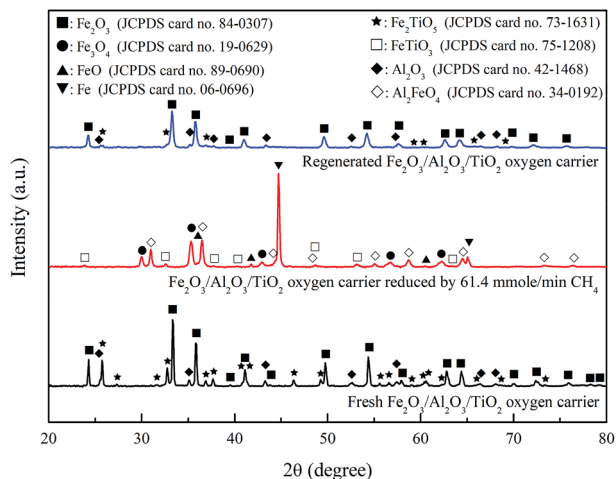 ■ Fe₂O₃ (JCPDS card no. 84-0307)
● Fe₃O₄ (JCPDS card no. 19-0629)
▲ FeO (JCPDS card no. 89-0690)
▼ Fe (JCPDS card no. 06-0696)
★ Fe₂TiO₅ (JCPDS card no. 73-1631)
□ FeTiO₃ (JCPDS card no. 75-1208)
◆ Al₂O₃ (JCPDS card no. 42-1468)
◇ Al₂FeO₄ (JCPDS card no. 34-0192)
Regenerated Fe₂O₃/Al₂O₃/TiO₂ oxygen carrier
Fe₂O₃/Al₂O₃/TiO₂ oxygen carrier reduced by 61.4 mmole/min CH₄
Fresh Fe₂O₃/Al₂O₃/TiO₂ oxygen carrier
Intensity (a.u.)
20 30 40 50 60 70 80
2θ (degree)